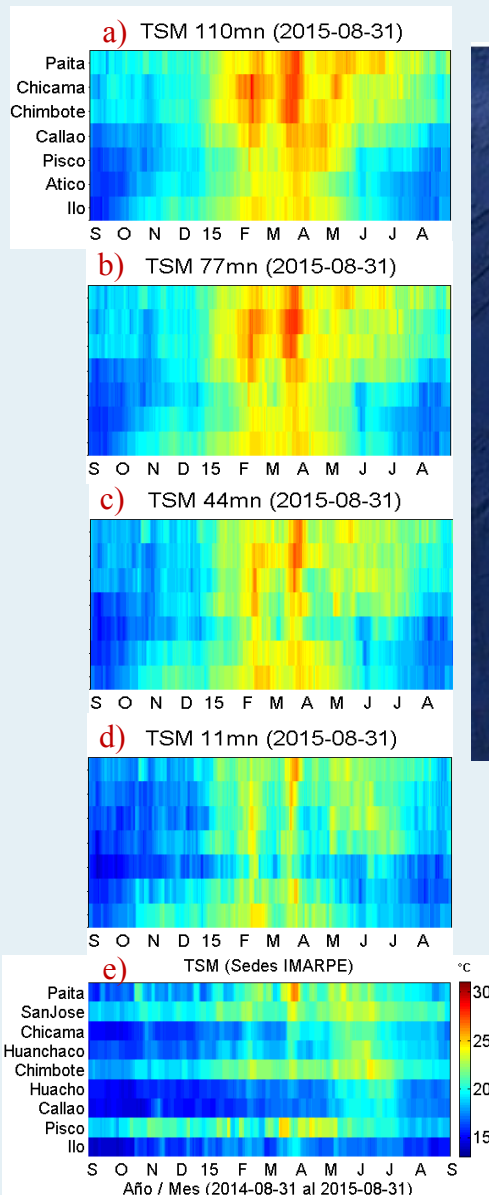 a) TSM 110mn (2015-08-31)
Paita
Chicama
Chimbote
Callao
Pisco
Atico
Ilo
S O N D 15 F M A M J J A
b) TSM 77mn (2015-08-31)
S O N D 15 F M A M J J A
c) TSM 44mn (2015-08-31)
S O N D 15 F M A M J J A
d) TSM 11mn (2015-08-31)
S O N D 15 F M A M J J A
e) TSM (Sedes IMARPE) °C
Paita
SanJose
Chicama
Huanchaco
Chimbote
Huacho
Callao
Pisco
Ilo
30
25
20
15
S O N D 15 F M A M J J A S
Año / Mes (2014-08-31 al 2015-08-31)